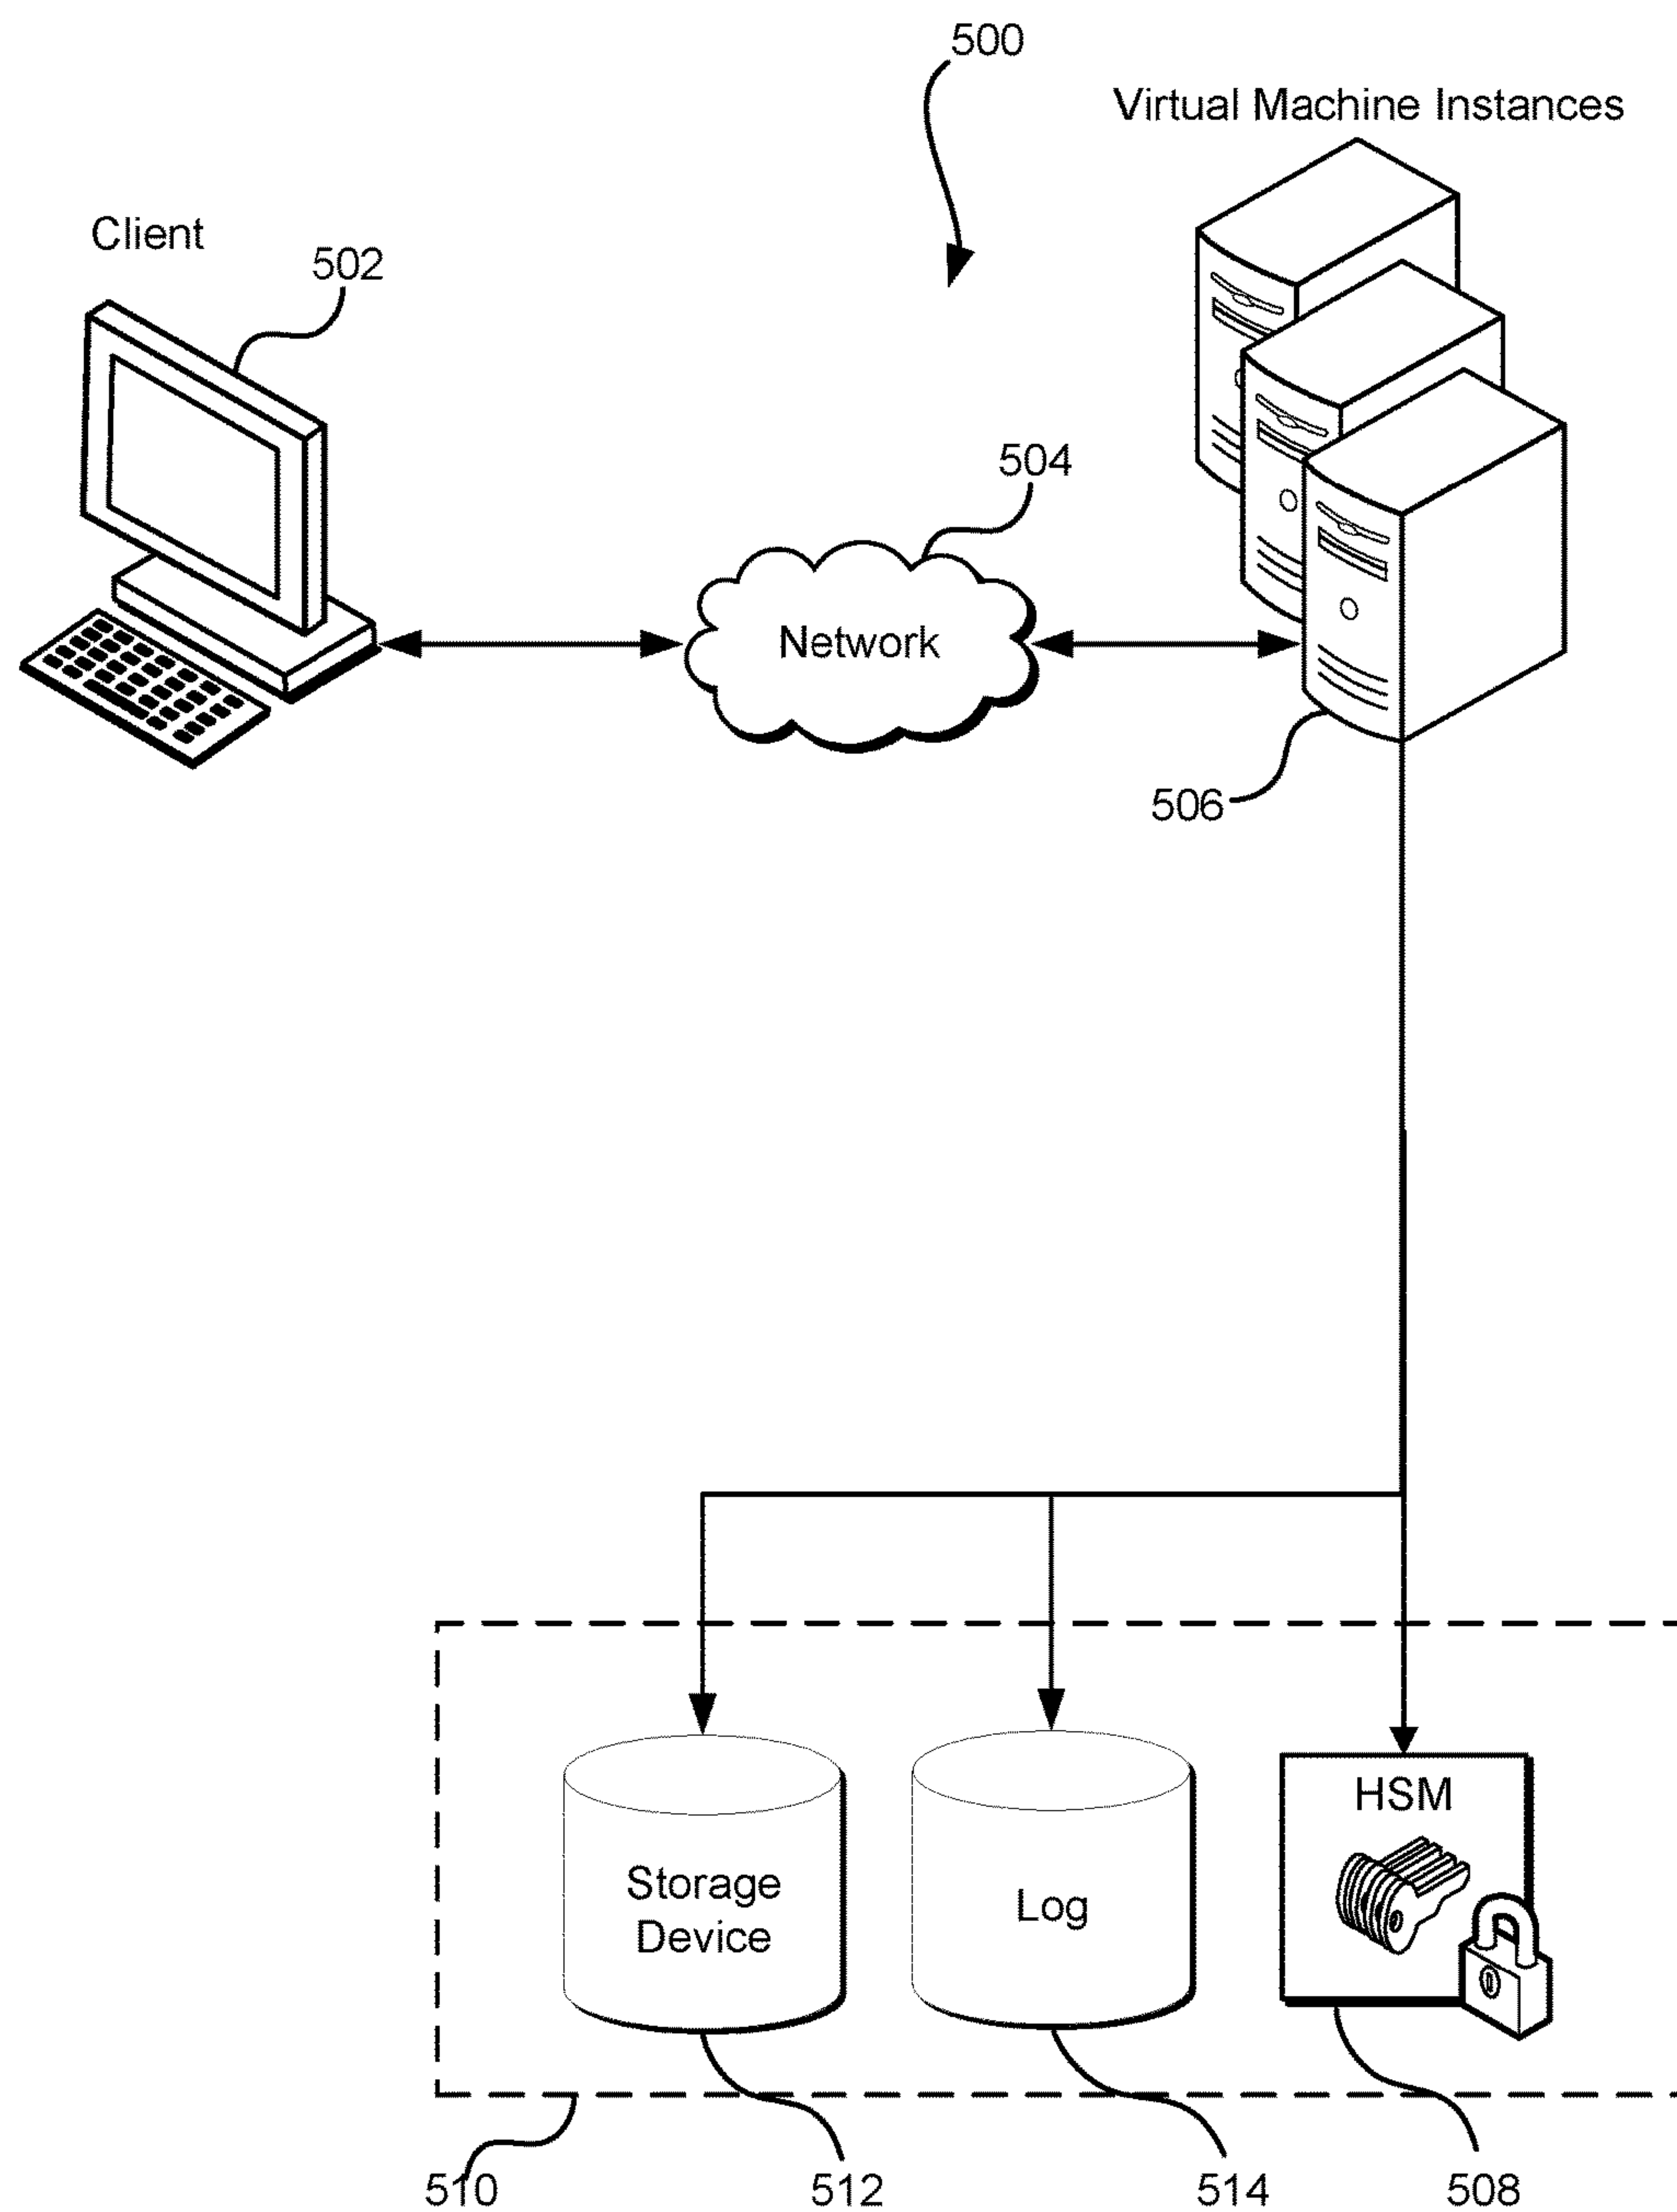 500
Virtual Machine Instances
Client
502
504
Network
506
HSM
Storage
Device
Log
510
512
514
508